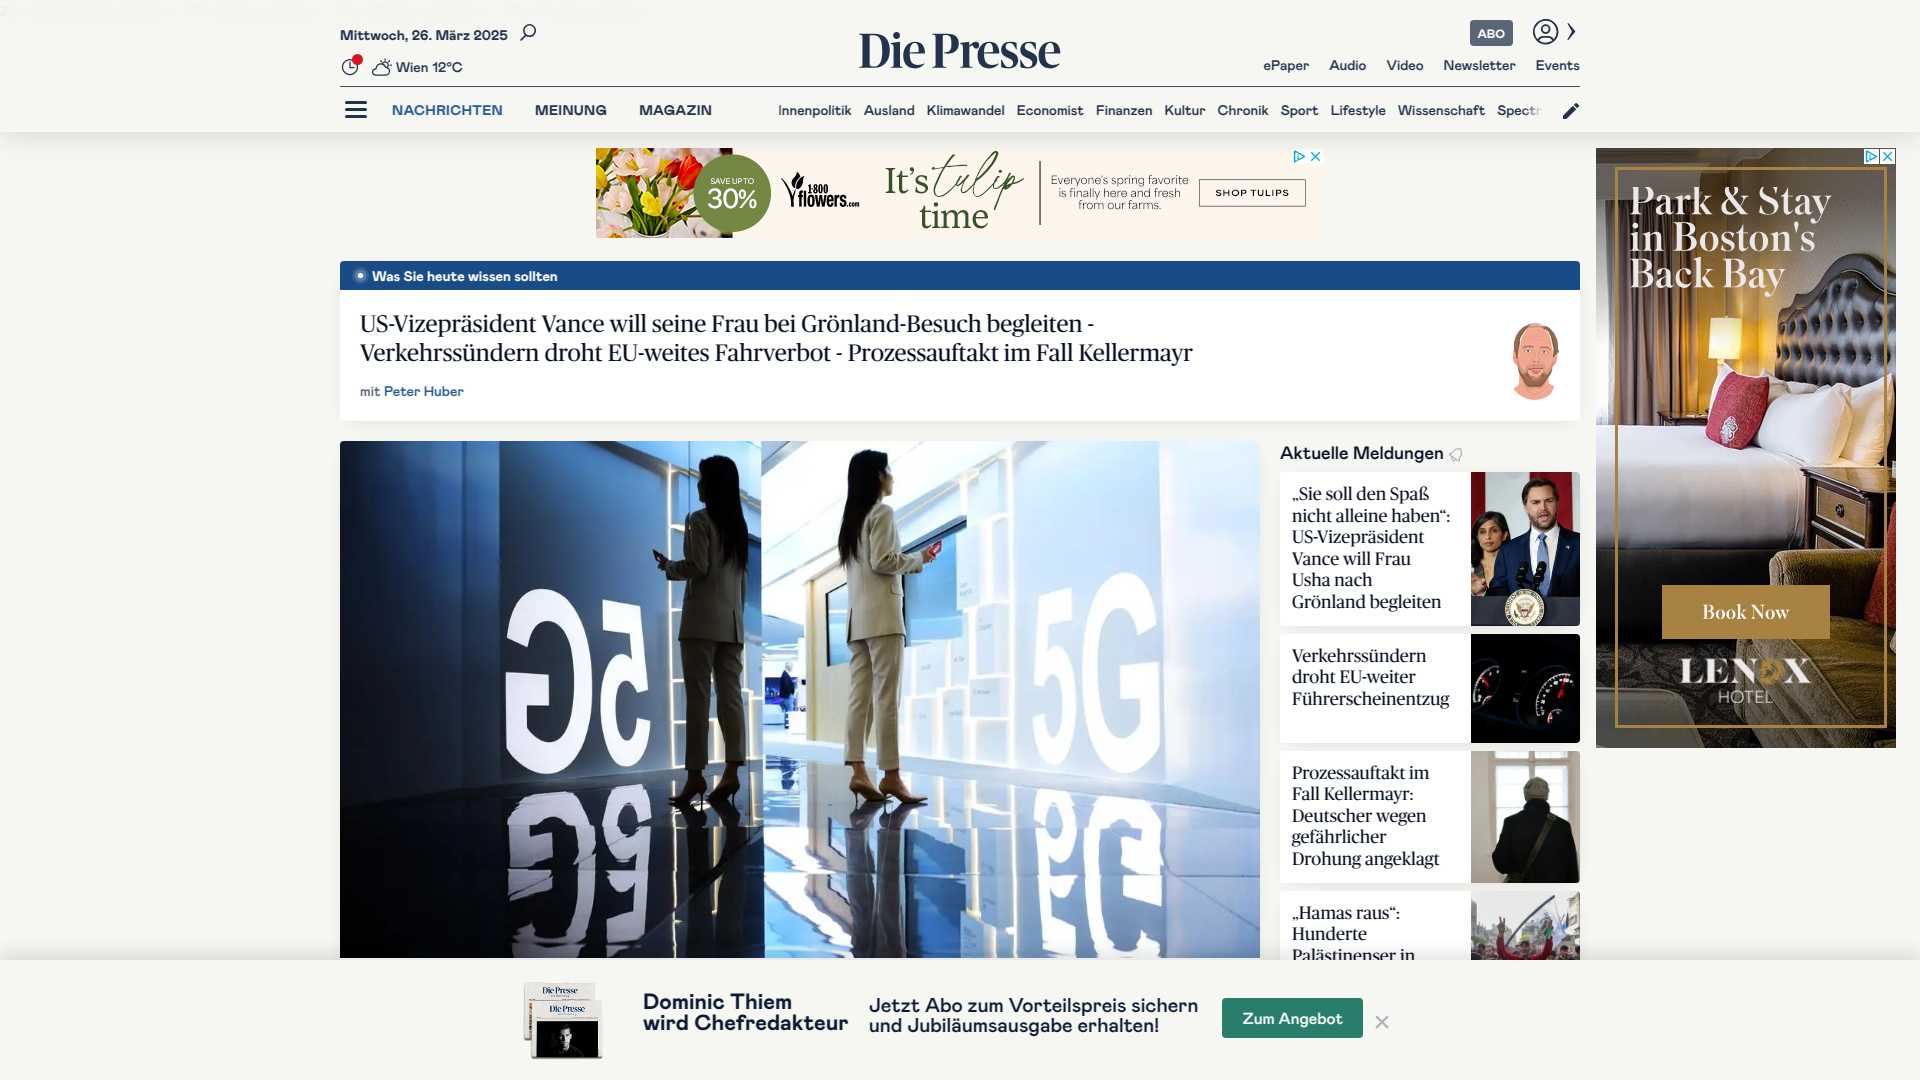 Mittwoch, 26. März 2025
Wien 12°C
Die Presse
ABO
ePaper Audio Video Newsletter Events
NACHRICHTEN MEINUNG MAGAZIN Innenpolitik Ausland Klimawandel Economist Finanzen Kultur Chronik Sport Lifestyle Wissenschaft Spectr
SAVE UP TO
30%
1-800
flowers.com
It's tulip
time
Everyone's spring favorite
is finally here and fresh
from our farms.
SHOP TULIPS
Park & Stay
in Boston's
Back Bay
Book Now
LENOX
HOTEL
Was Sie heute wissen sollten
US-Vizepräsident Vance will seine Frau bei Grönland-Besuch begleiten -
Verkehrssündern droht EU-weites Fahrverbot - Prozessauftakt im Fall Kellermayr
mit Peter Huber
5G
5G
Aktuelle Meldungen
„Sie soll den Spaß
nicht alleine haben“:
US-Vizepräsident
Vance will Frau
Usha nach
Grönland begleiten
Verkehrssündern
droht EU-weiter
Führerscheinentzug
Prozessauftakt im
Fall Kellermayr:
Deutscher wegen
gefährlicher
Drohung angeklagt
„Hamas raus“:
Hunderte
Palästinenser in
Die Presse
Die Presse
Dominic Thiem
wird Chefredakteur
Jetzt Abo zum Vorteilspreis sichern
und Jubiläumsausgabe erhalten!
Zum Angebot